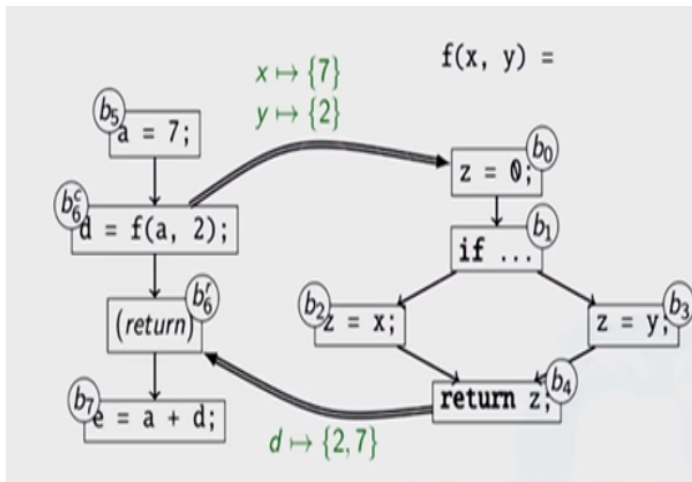 f(x, y) =
x ↦ {7}
y ↦ {2}
b5
a = 7;
b0
z = 0;
b6c
d = f(a, 2);
b1
if ...
b6r
(return)
b2
z = x;
b3
z = y;
b4
return z;
b7
e = a + d;
d ↦ {2, 7}